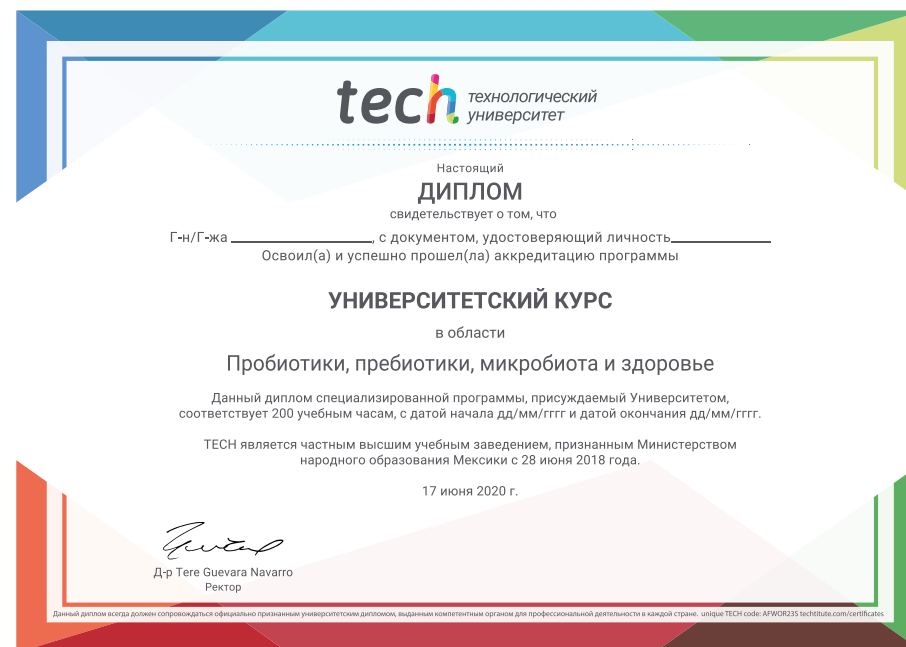 tech технологический
университет
Настоящий
ДИПЛОМ
свидетельствует о том, что
Г-н/Г-жа ____________________, с документом, удостоверяющий личность______________
Освоил(а) и успешно прошел(ла) аккредитацию программы
УНИВЕРСИТЕТСКИЙ КУРС
в области
Пробиотики, пребиотики, микробиота и здоровье
Данный диплом специализированной программы, присуждаемый Университетом,
соответствует 200 учебным часам, с датой начала дд/мм/гггг и датой окончания дд/мм/гггг.
TECH является частным высшим учебным заведением, признанным Министерством
народного образования Мексики с 28 июня 2018 года.
17 июня 2020 г.
Д-р Tere Guevara Navarro
Ректор
Данный диплом всегда должен сопровождаться официально признанным университетским дипломом, выданным компетентным органом для профессиональной деятельности в каждой стране. unique TECH code: AFWOR23S techtitute.com/certificates